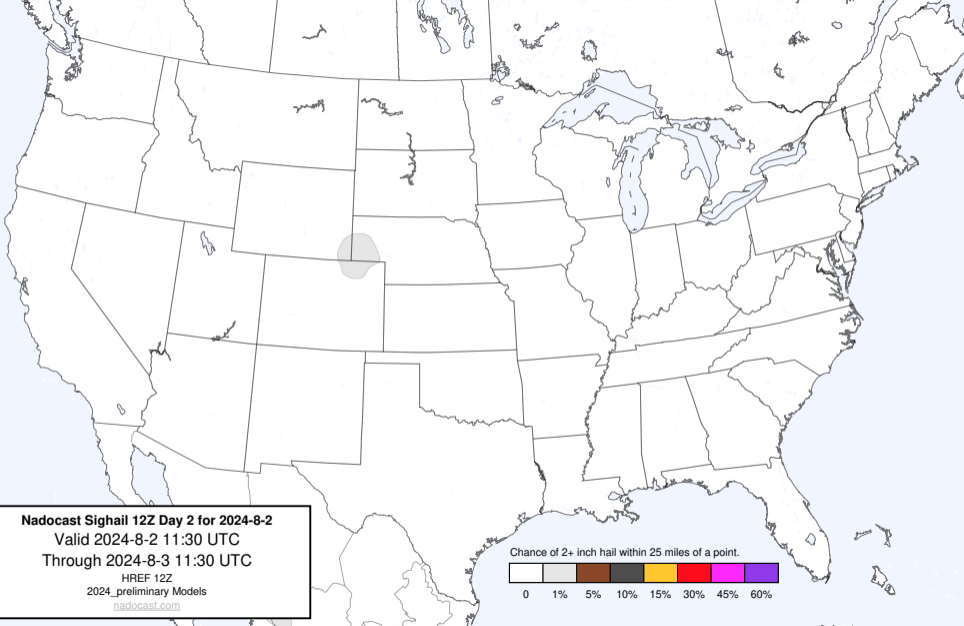 Nadocast Sighail 12Z Day 2 for 2024-8-2
Valid 2024-8-2 11:30 UTC
Through 2024-8-3 11:30 UTC
HREF 12Z
2024_preliminary Models
nadocast.com
Chance of 2+ inch hail within 25 miles of a point.
0 1% 5% 10% 15% 30% 45% 60%